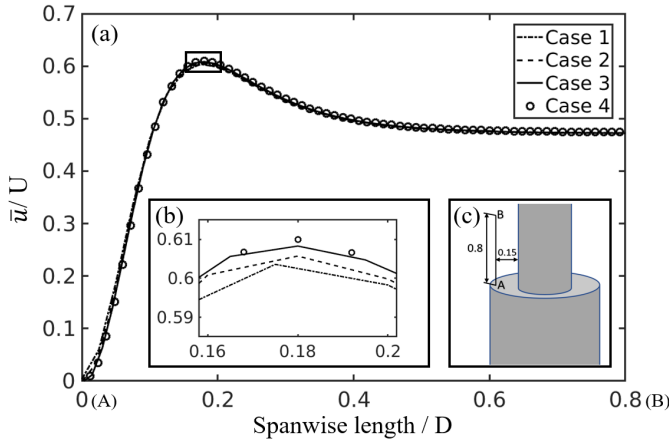 (a)
Case 1
Case 2
Case 3
Case 4
0.7
0.6
0.5
0.4
0.3
0.2
0.1
0
u̅/ U
(b)
0.61
0.6
0.59
0.16 0.18 0.2
(c)
B
0.8
0.15
A
(A) 0.2 0.4 0.6 0.8 (B)
Spanwise length / D